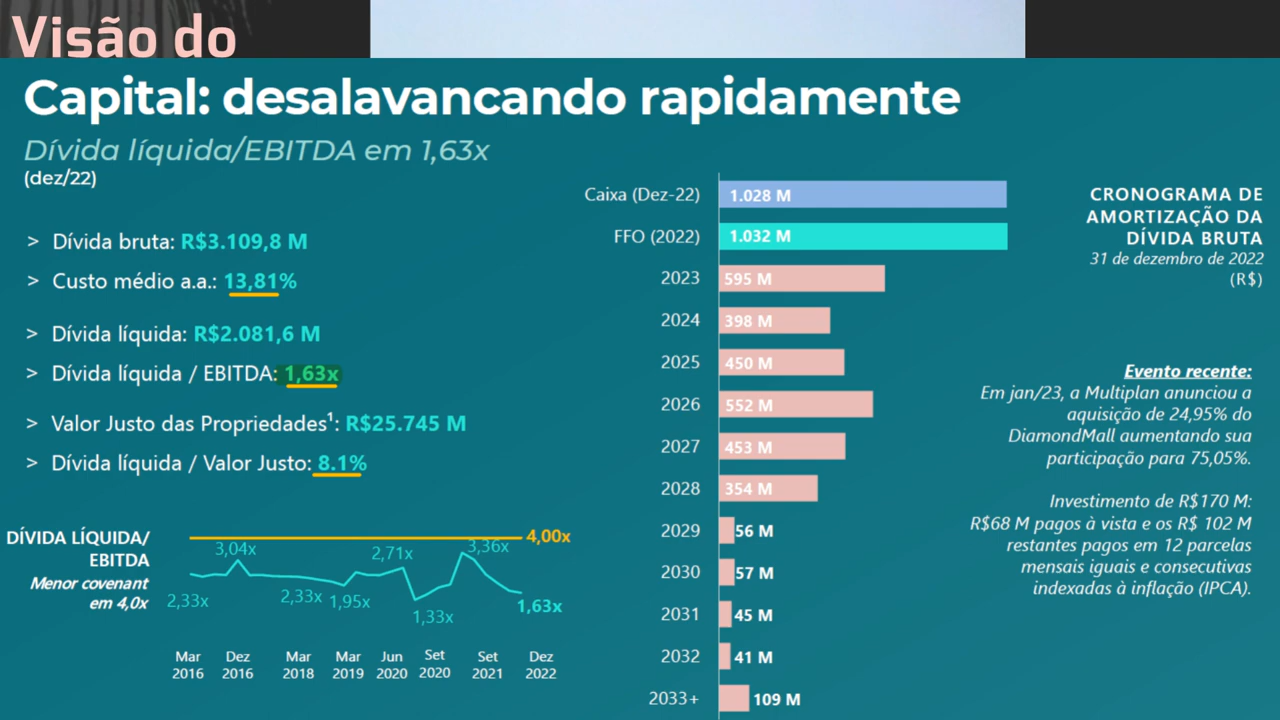 Visão do
Capital: desalavancando rapidamente
Dívida líquida/EBITDA em 1,63x
(dez/22)
> Dívida bruta: R$3.109,8 M
> Custo médio a.a.: 13,81%
> Dívida líquida: R$2.081,6 M
> Dívida líquida / EBITDA: 1,63x
> Valor Justo das Propriedades¹: R$25.745 M
> Dívida líquida / Valor Justo: 8.1%
DÍVIDA LÍQUIDA/
EBITDA
Menor covenant
em 4,0x
4,00x
3,04x
2,71x
3,36x
2,33x
2,33x
1,95x
1,33x
1,63x
Mar
2016
Dez
2016
Mar
2018
Mar
2019
Jun
2020
Set
2020
Set
2021
Dez
2022
Caixa (Dez-22) 1.028 M
FFO (2022) 1.032 M
2023 595 M
2024 398 M
2025 450 M
2026 552 M
2027 453 M
2028 354 M
2029 56 M
2030 57 M
2031 45 M
2032 41 M
2033+ 109 M
CRONOGRAMA DE
AMORTIZAÇÃO DA
DÍVIDA BRUTA
31 de dezembro de 2022
(R$)
Evento recente:
Em jan/23, a Multiplan anunciou a
aquisição de 24,95% do
DiamondMall aumentando sua
participação para 75,05%.
Investimento de R$170 M:
R$68 M pagos à vista e os R$ 102 M
restantes pagos em 12 parcelas
mensais iguais e consecutivas
indexadas à inflação (IPCA).